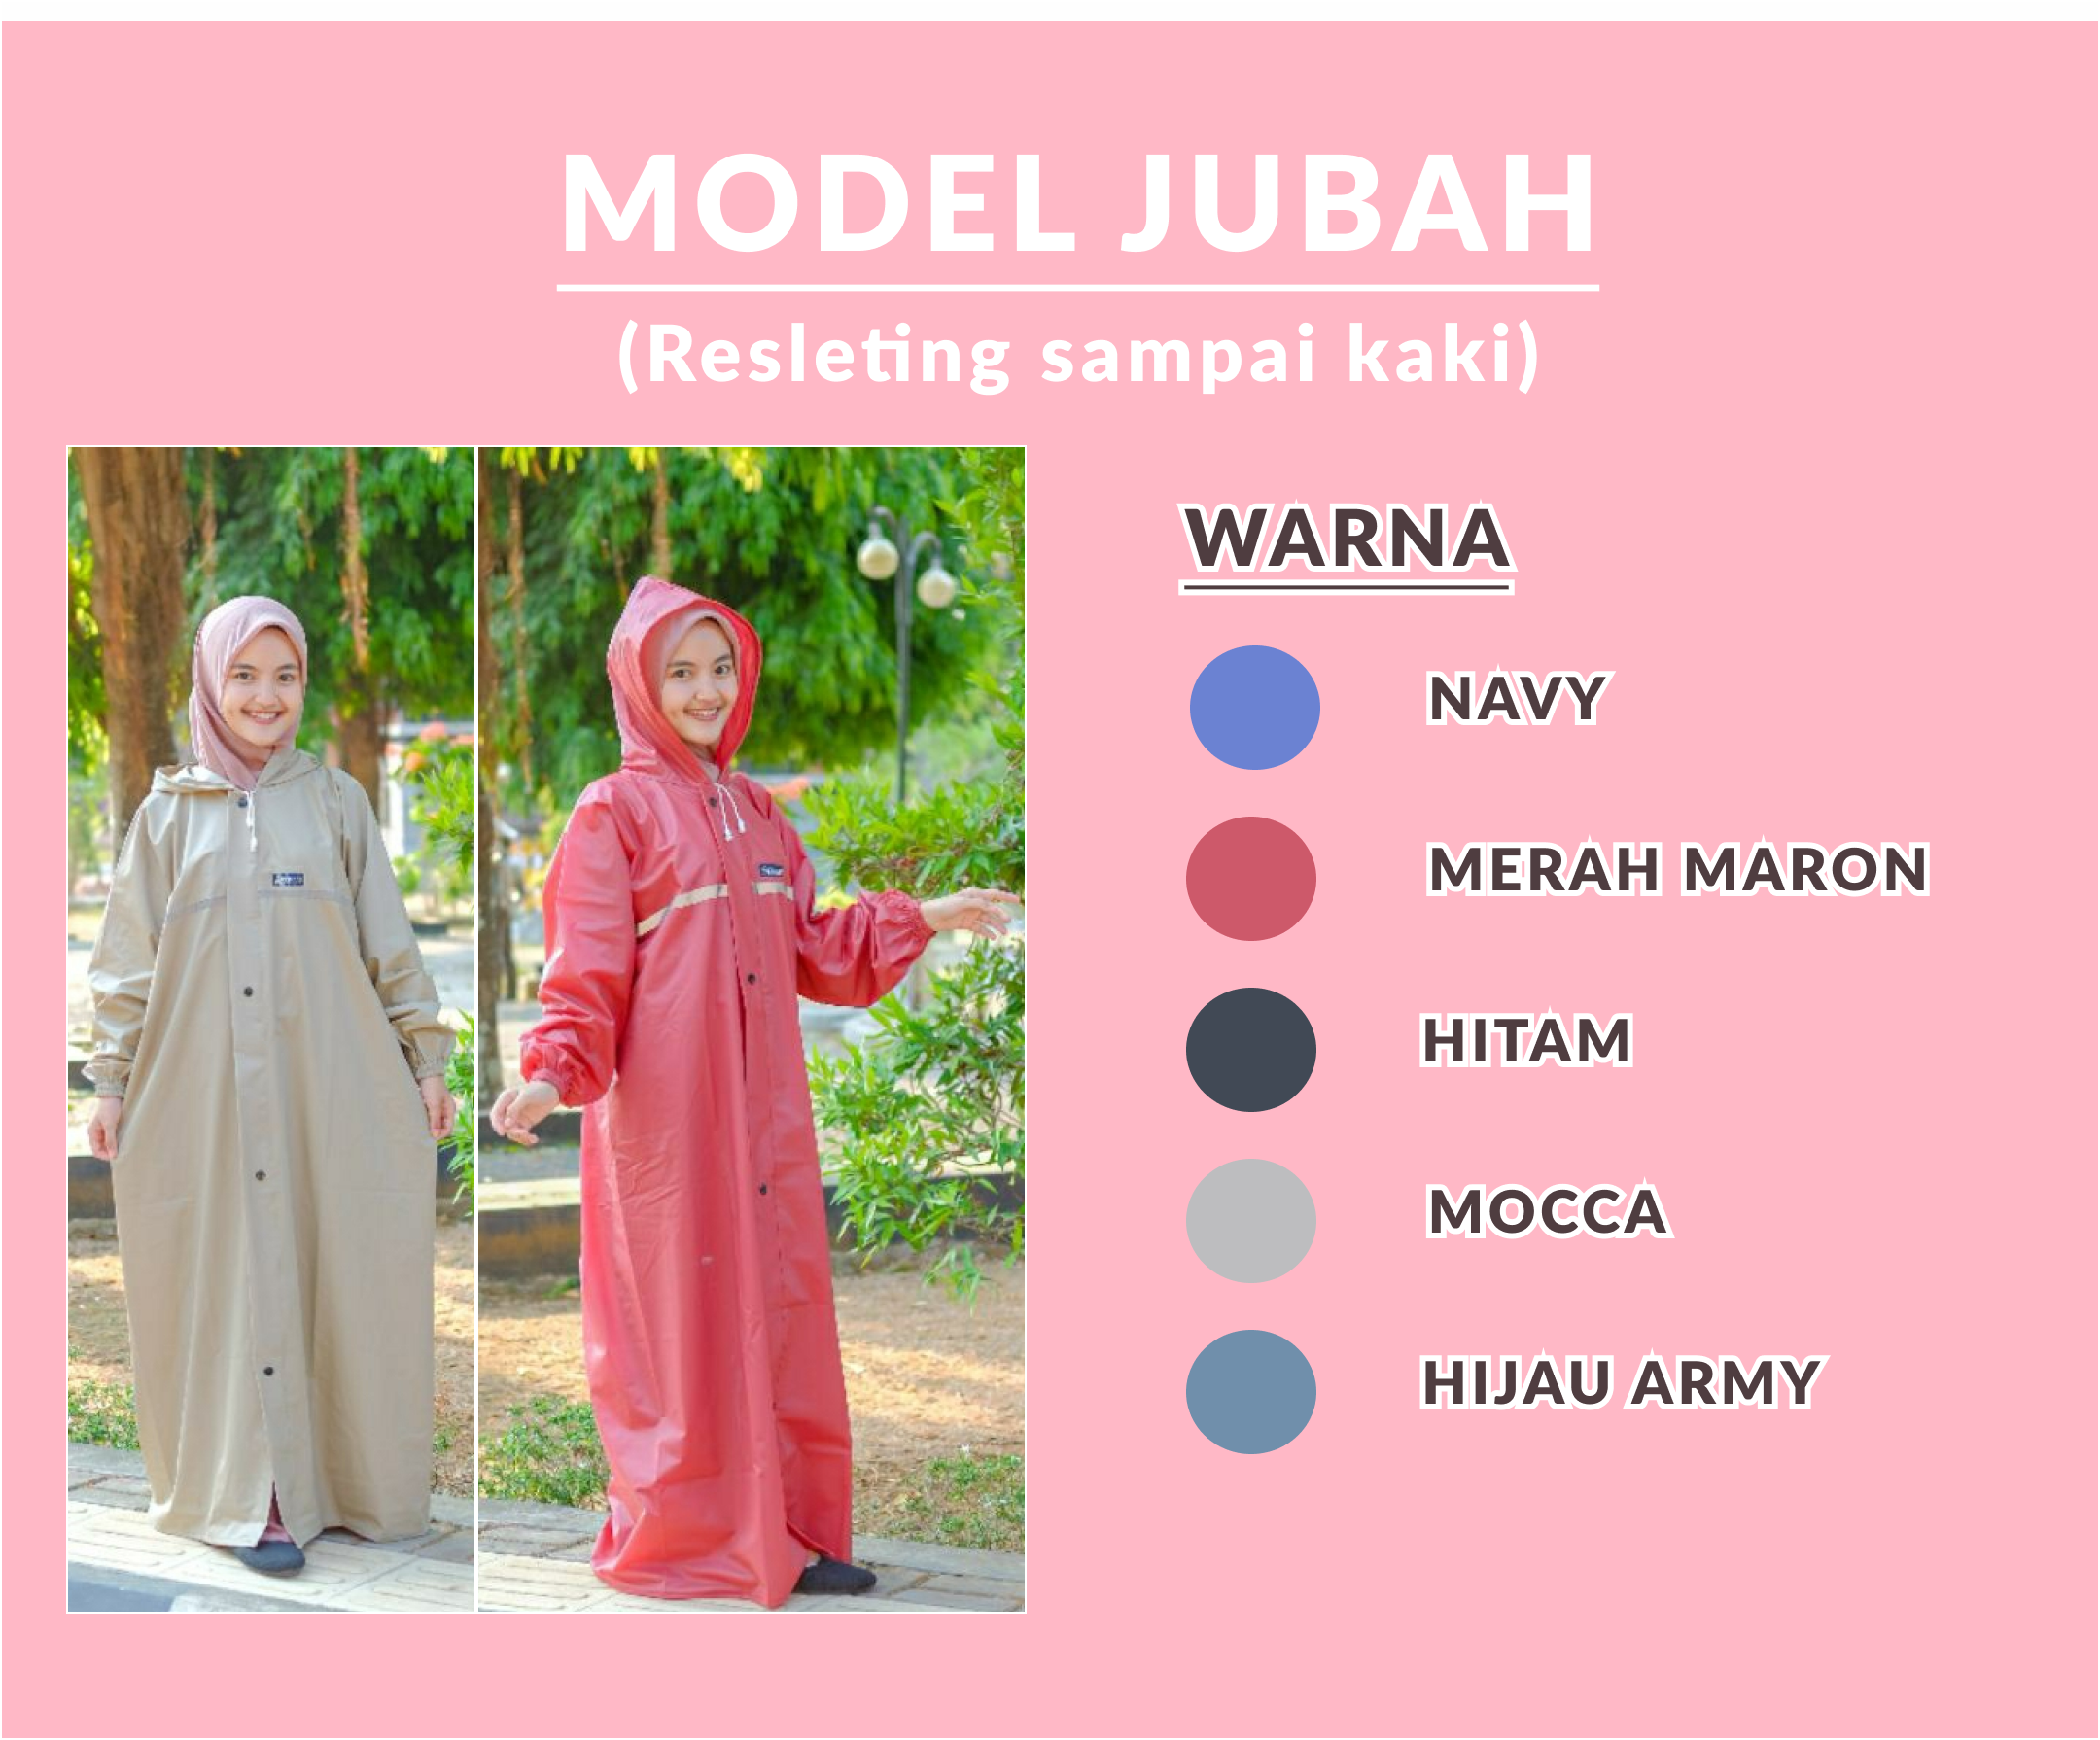 MODEL JUBAH
(Resleting sampai kaki)
WARNA
NAVY
MERAH MARON
HITAM
MOCCA
HIJAU ARMY